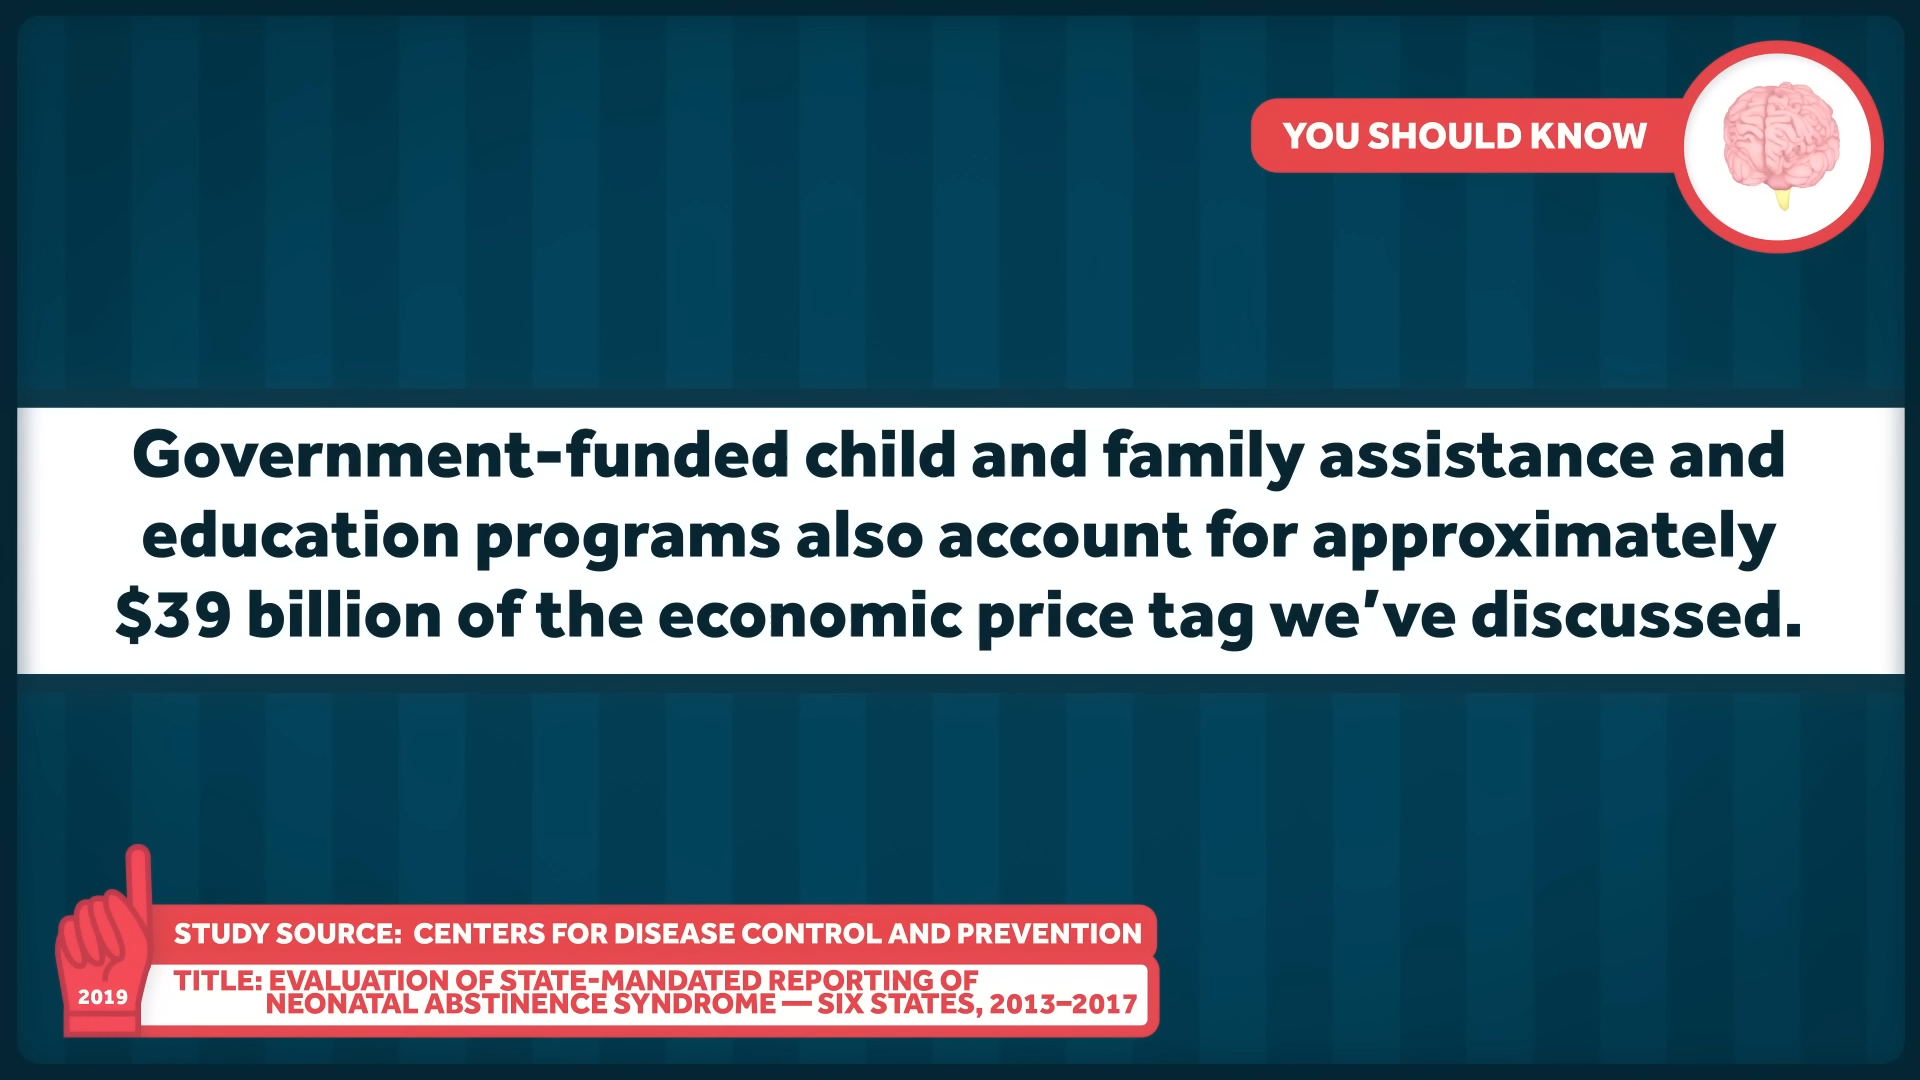 YOU SHOULD KNOW
Government-funded child and family assistance and
education programs also account for approximately
$39 billion of the economic price tag we’ve discussed.
2019
STUDY SOURCE: CENTERS FOR DISEASE CONTROL AND PREVENTION
TITLE: EVALUATION OF STATE-MANDATED REPORTING OF
NEONATAL ABSTINENCE SYNDROME — SIX STATES, 2013–2017